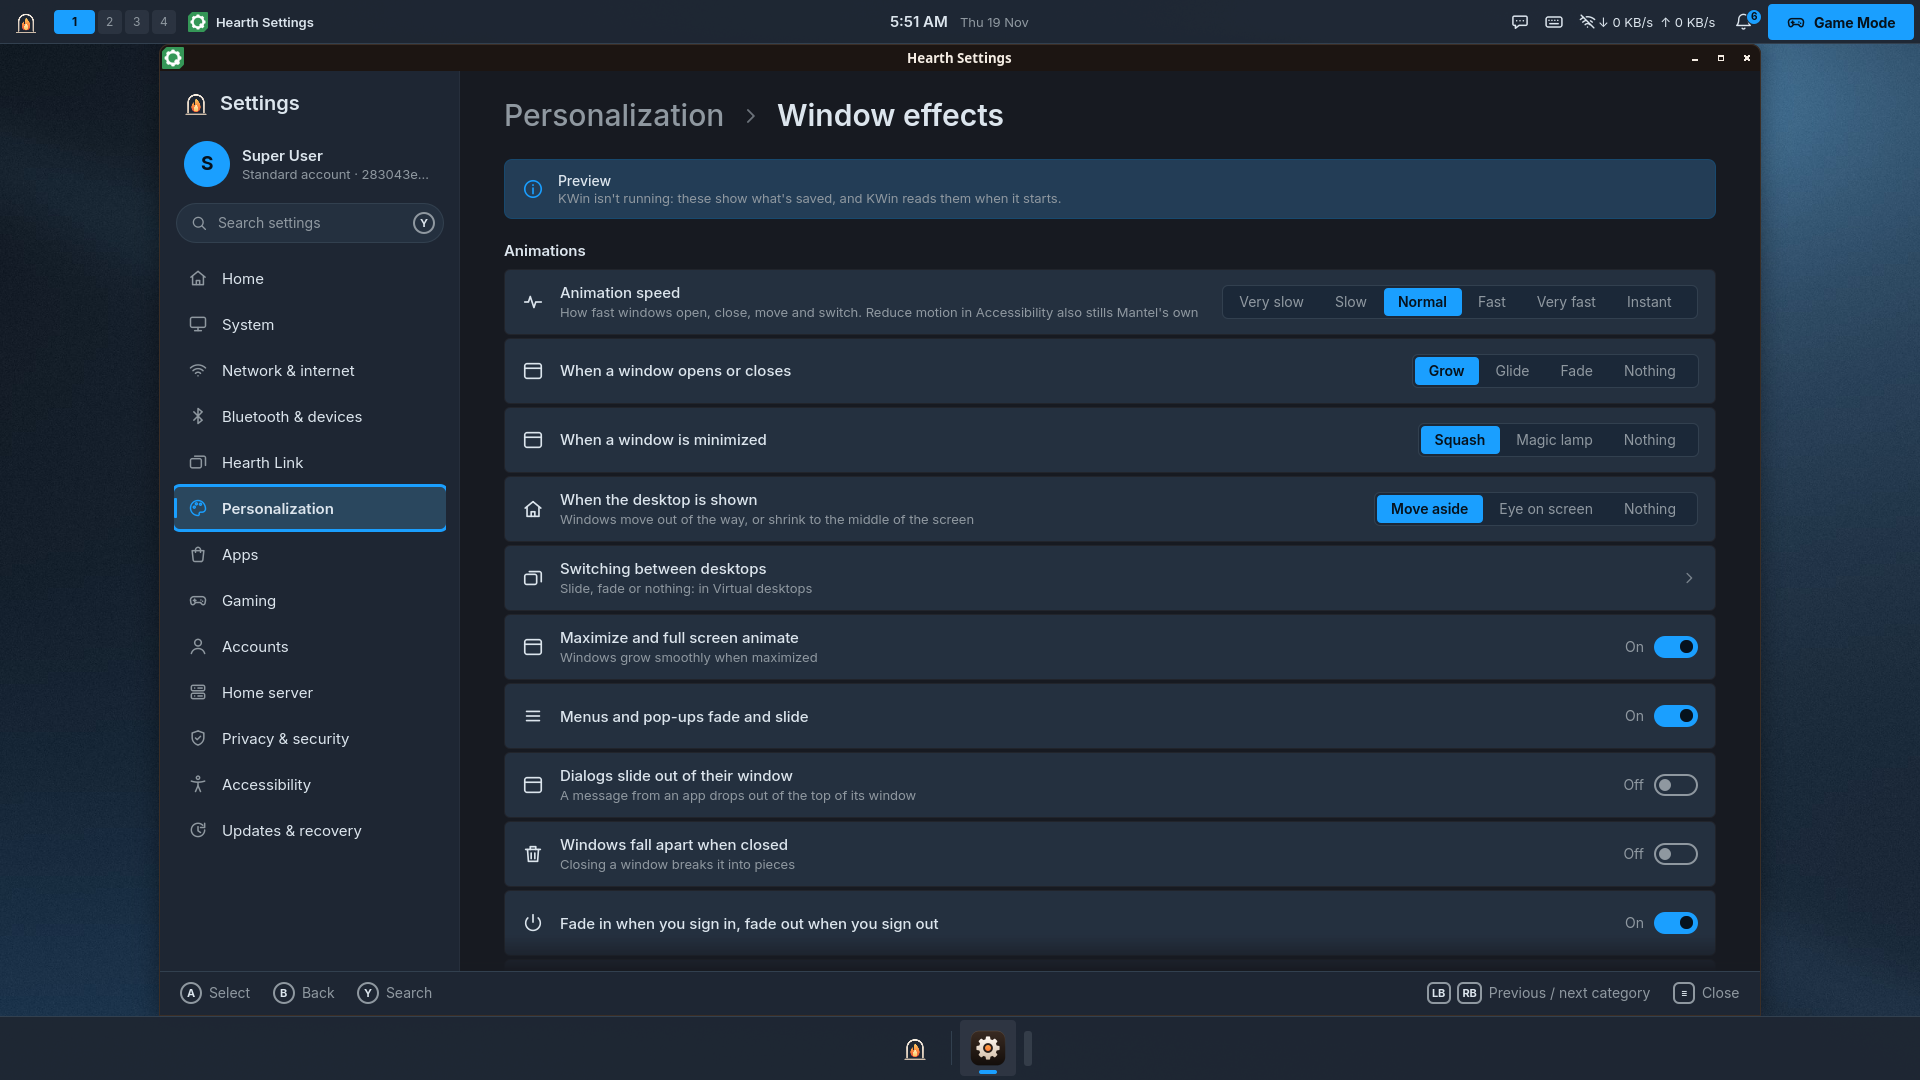 1 2 3 4 Hearth Settings
5:51 AM Thu 19 Nov
↓ 0 KB/s ↑ 0 KB/s
6
Game Mode
Hearth Settings
Settings
S
Super User
Standard account · 283043e...
Search settings Y
Home
System
Network & internet
Bluetooth & devices
Hearth Link
Personalization
Apps
Gaming
Accounts
Home server
Privacy & security
Accessibility
Updates & recovery
Personalization > Window effects
Preview
KWin isn't running: these show what's saved, and KWin reads them when it starts.
Animations
Animation speed
How fast windows open, close, move and switch. Reduce motion in Accessibility also stills Mantel's own
Very slow Slow Normal Fast Very fast Instant
When a window opens or closes
Grow Glide Fade Nothing
When a window is minimized
Squash Magic lamp Nothing
When the desktop is shown
Windows move out of the way, or shrink to the middle of the screen
Move aside Eye on screen Nothing
Switching between desktops
Slide, fade or nothing: in Virtual desktops
Maximize and full screen animate
Windows grow smoothly when maximized
On
Menus and pop-ups fade and slide
On
Dialogs slide out of their window
A message from an app drops out of the top of its window
Off
Windows fall apart when closed
Closing a window breaks it into pieces
Off
Fade in when you sign in, fade out when you sign out
On
A Select B Back Y Search
LB RB Previous / next category ≡ Close